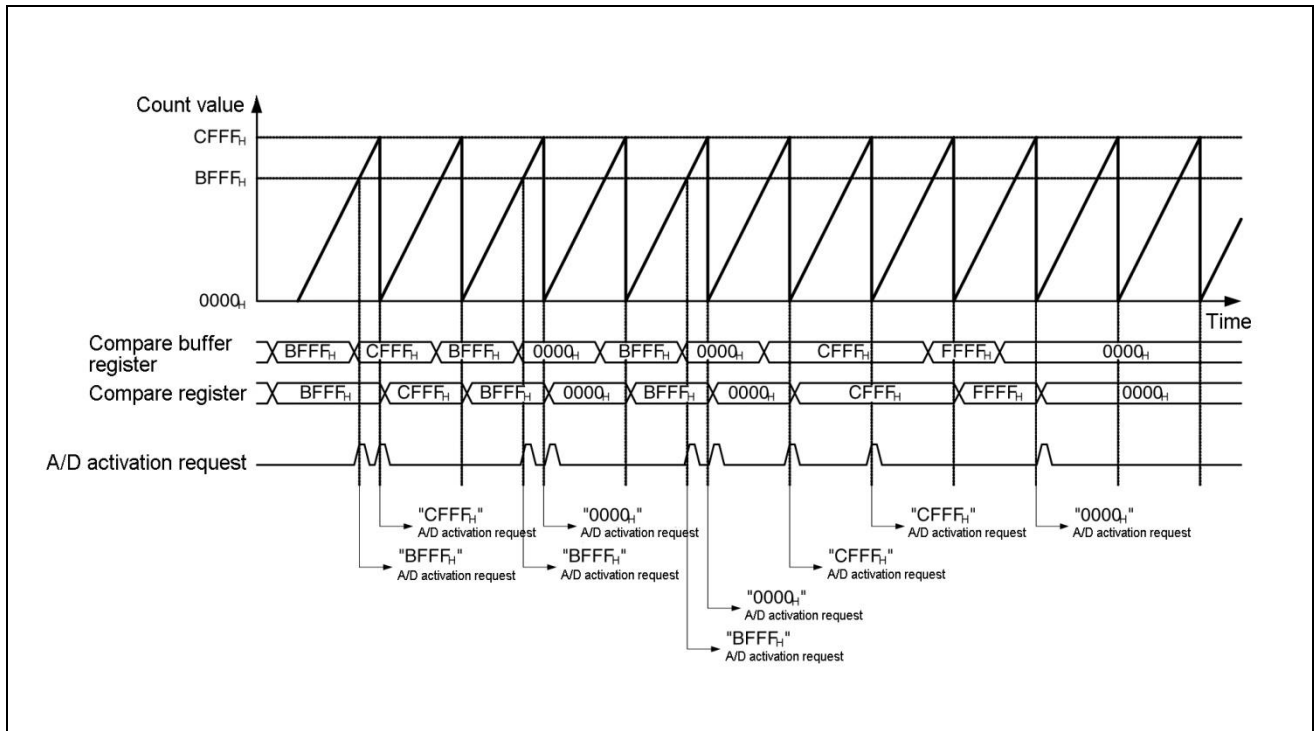 Count value
CFFFH
BFFFH
0000H
Time
Compare buffer
register
BFFFH CFFFH BFFFH 0000H BFFFH 0000H CFFFH FFFFH 0000H
Compare register
BFFFH CFFFH BFFFH 0000H BFFFH 0000H CFFFH FFFFH 0000H
A/D activation request
"CFFFH"
A/D activation request
"0000H"
A/D activation request
"CFFFH"
A/D activation request
"0000H"
A/D activation request
"BFFFH"
A/D activation request
"BFFFH"
A/D activation request
"CFFFH"
A/D activation request
"0000H"
A/D activation request
"BFFFH"
A/D activation request